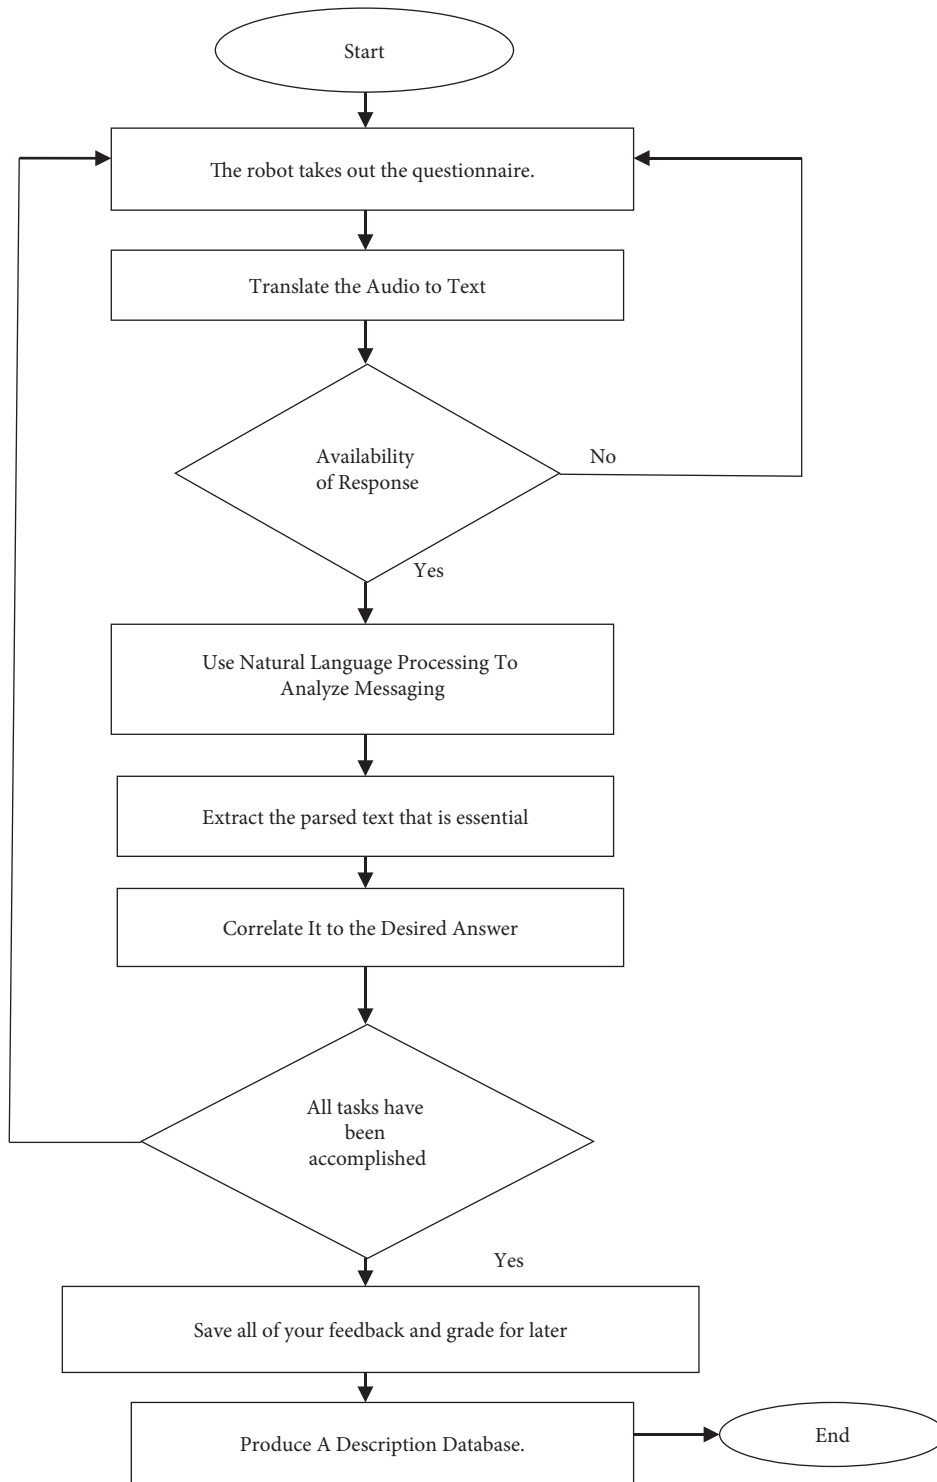 Start
The robot takes out the questionnaire.
Translate the Audio to Text
Availability
of Response
No
Yes
Use Natural Language Processing To
Analyze Messaging
Extract the parsed text that is essential
Correlate It to the Desired Answer
All tasks have
been
accomplished
Yes
Save all of your feedback and grade for later
Produce A Description Database.
End